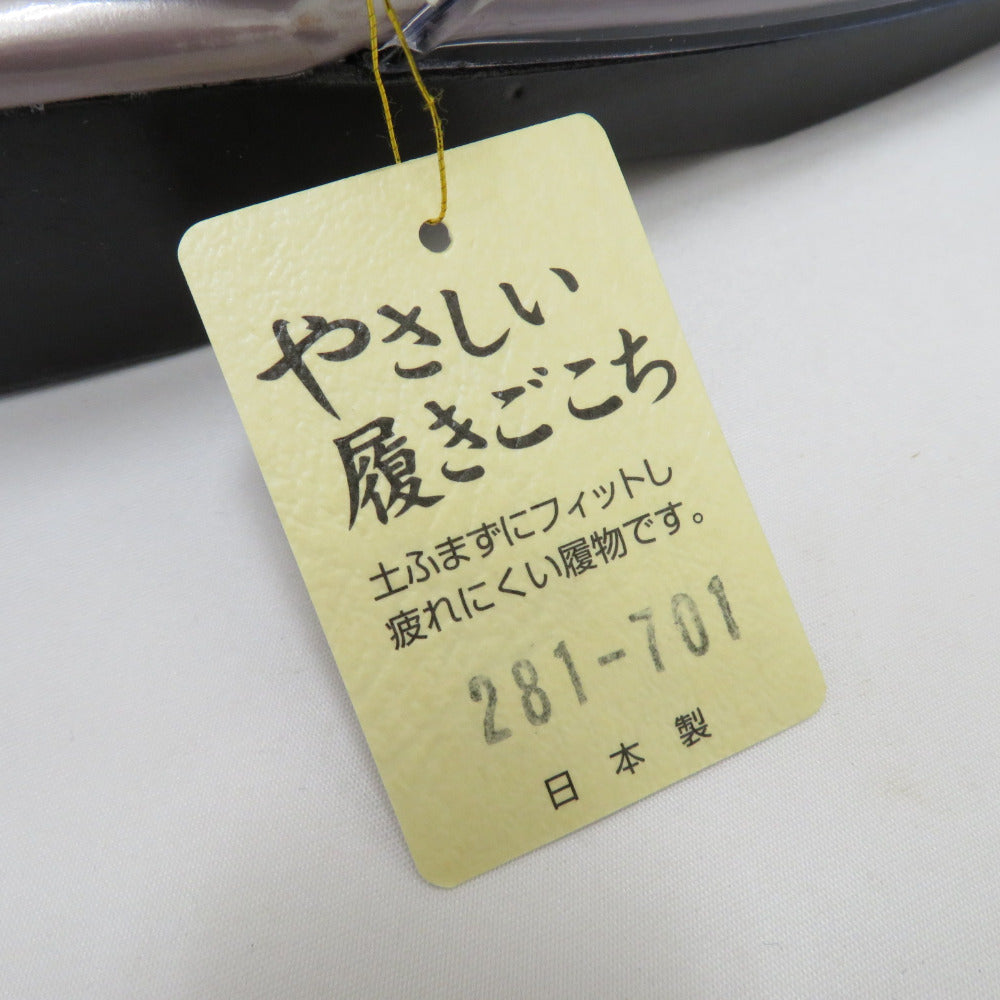 やさしい
履きごこち
土ふまずにフィットし
疲れにくい履物です。
281-701
日本製